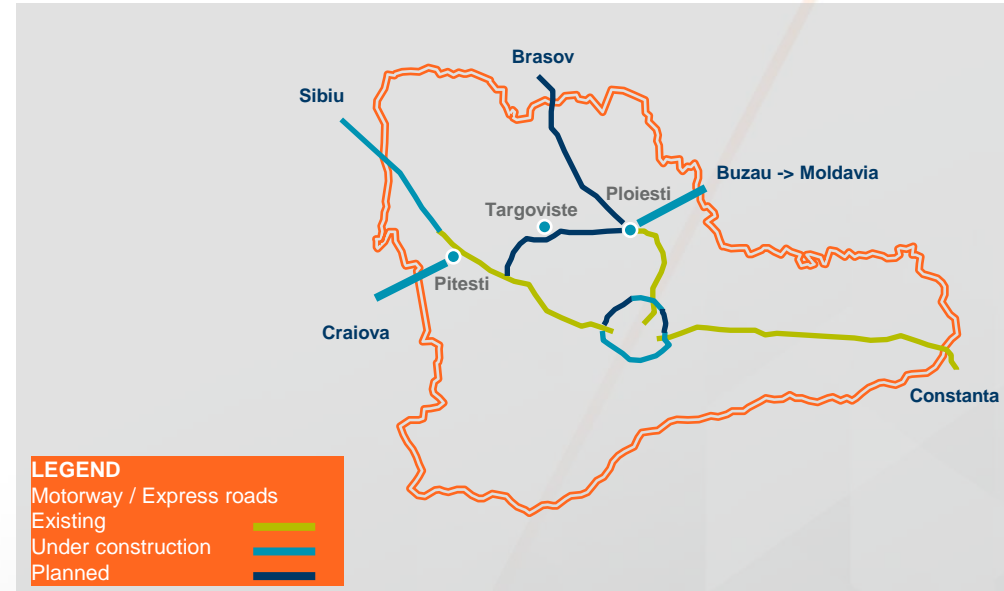 Brasov
Sibiu
Buzau -> Moldavia
Ploiesti
Targoviste
Pitesti
Craiova
Constanta
LEGEND
Motorway / Express roads
Existing
Under construction
Planned